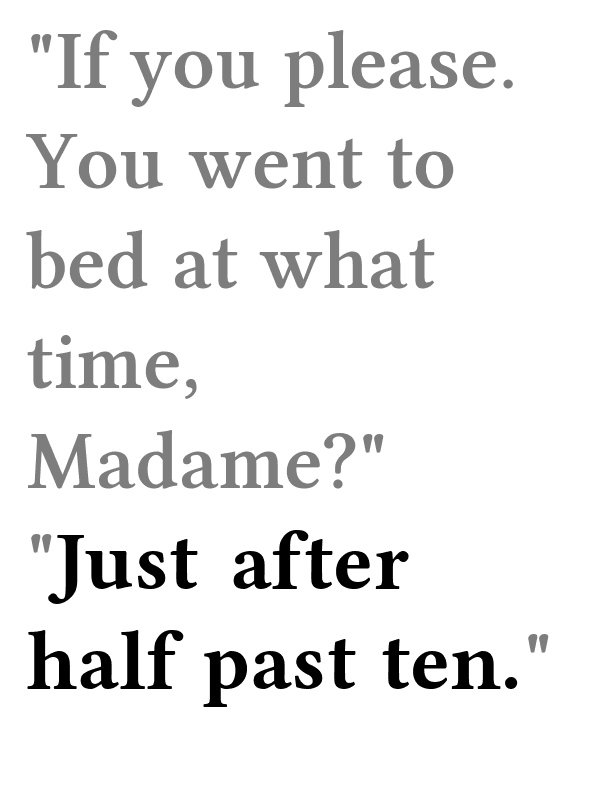 "If you please.
You went to
bed at what
time,
Madame?"
"Just after
half past ten."